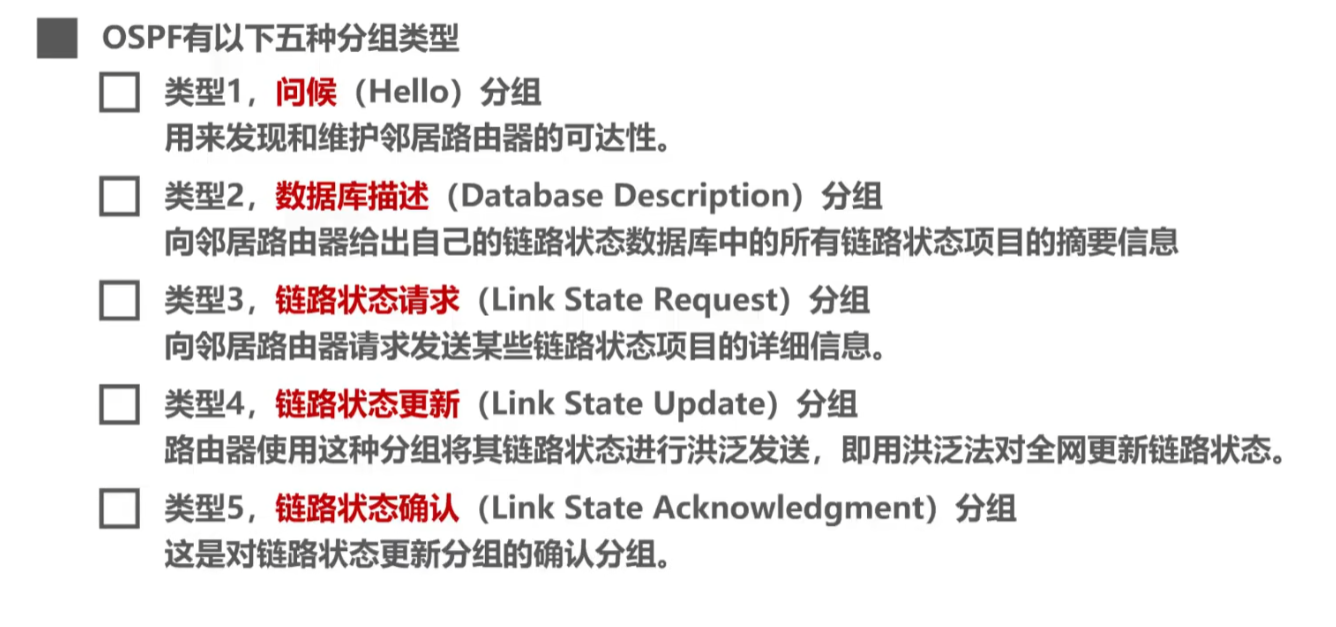 OSPF有以下五种分组类型
类型1，问候（Hello）分组
用来发现和维护邻居路由器的可达性。
类型2，数据库描述（Database Description）分组
向邻居路由器给出自己的链路状态数据库中的所有链路状态项目的摘要信息
类型3，链路状态请求（Link State Request）分组
向邻居路由器请求发送某些链路状态项目的详细信息。
类型4，链路状态更新（Link State Update）分组
路由器使用这种分组将其链路状态进行洪泛发送，即用洪泛法对全网更新链路状态。
类型5，链路状态确认（Link State Acknowledgment）分组
这是对链路状态更新分组的确认分组。